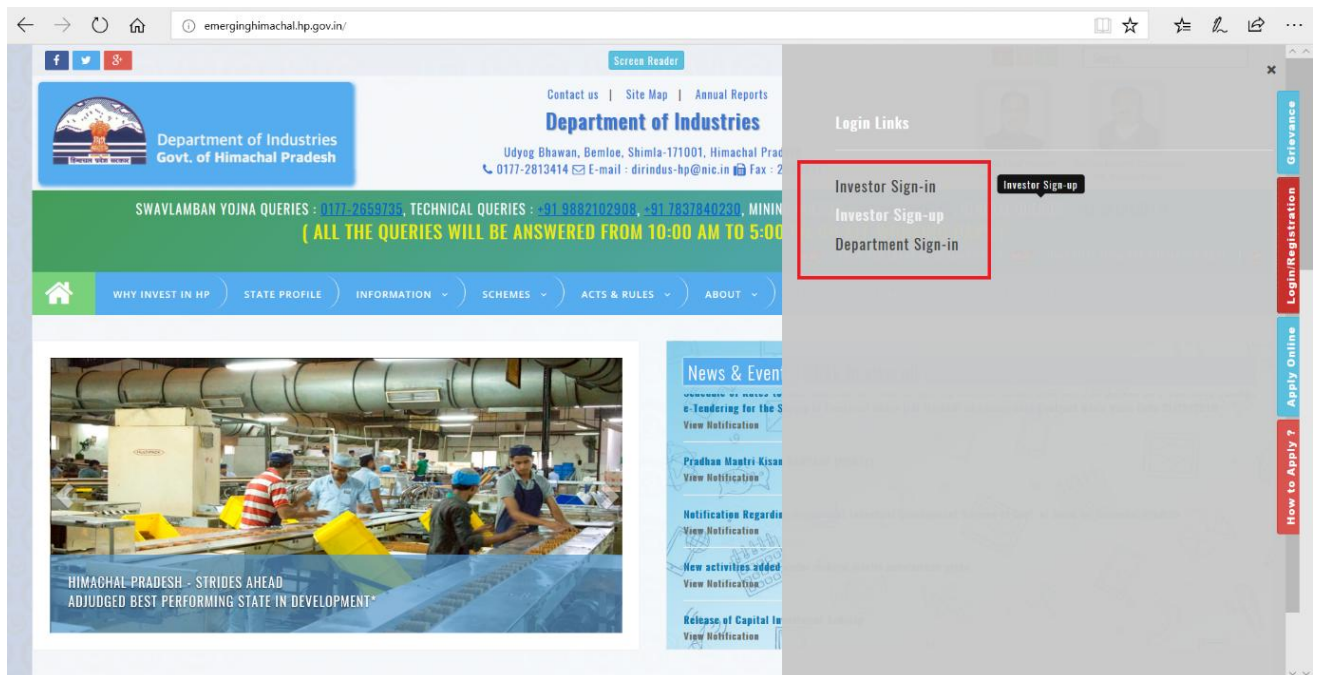 emerginghimachal.hp.gov.in/
Screen Reader
Contact us | Site Map | Annual Reports
Department of Industries
Govt. of Himachal Pradesh
Department of Industries
Udyog Bhawan, Bemloe, Shimla-171001, Himachal Prad
0177-2813414 E-mail : dirindus-hp@nic.in Fax : 2
SWAVLAMBAN YOJNA QUERIES : 0177-2659735, TECHNICAL QUERIES : +91 9882102908, +91 7837840230, MININ
( ALL THE QUERIES WILL BE ANSWERED FROM 10:00 AM TO 5:00
WHY INVEST IN HP
STATE PROFILE
INFORMATION
SCHEMES
ACTS & RULES
ABOUT
HIMACHAL PRADESH - STRIDES AHEAD
ADJUDGED BEST PERFORMING STATE IN DEVELOPMENT*
News & Event
e-Tendering for the S
View Notification
Pradhan Mantri Kisan
View Notification
Notification Regardin
View Notification
New activities added
View Notification
Release of Capital In
View Notification
Login Links
Investor Sign-in
Investor Sign-up
Department Sign-in
Investor Sign-up
Grievance
Login/Registration
Apply Online
How to Apply ?